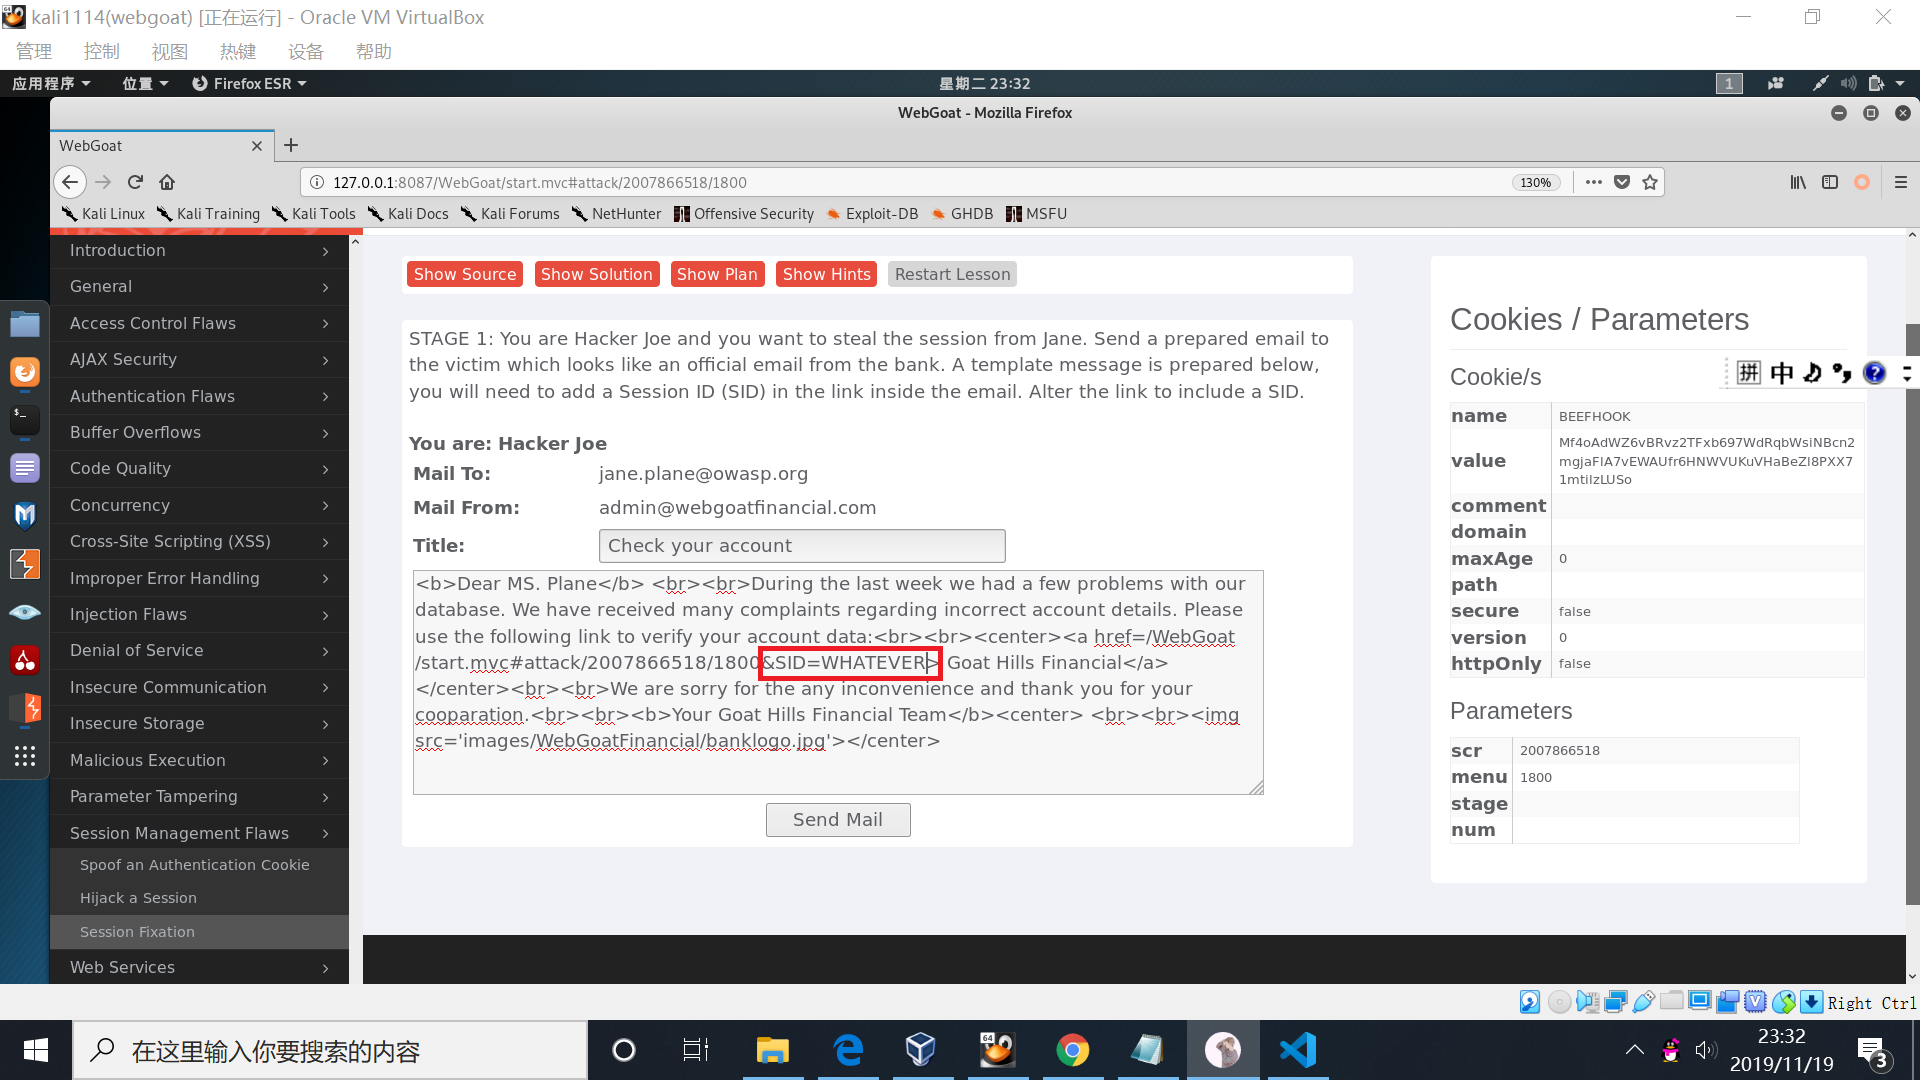 kali1114(webgoat) [正在运行] - Oracle VM VirtualBox
管理 控制 视图 热键 设备 帮助
应用程序 位置 Firefox ESR 星期二 23:32 1
WebGoat - Mozilla Firefox
WebGoat
127.0.0.1:8087/WebGoat/start.mvc#attack/2007866518/1800 130%
Kali Linux Kali Training Kali Tools Kali Docs Kali Forums NetHunter Offensive Security Exploit-DB GHDB MSFU
Introduction
General
Access Control Flaws
AJAX Security
Authentication Flaws
Buffer Overflows
Code Quality
Concurrency
Cross-Site Scripting (XSS)
Improper Error Handling
Injection Flaws
Denial of Service
Insecure Communication
Insecure Storage
Malicious Execution
Parameter Tampering
Session Management Flaws
Spoof an Authentication Cookie
Hijack a Session
Session Fixation
Web Services
Show Source Show Solution Show Plan Show Hints Restart Lesson
STAGE 1: You are Hacker Joe and you want to steal the session from Jane. Send a prepared email to
the victim which looks like an official email from the bank. A template message is prepared below,
you will need to add a Session ID (SID) in the link inside the email. Alter the link to include a SID.
You are: Hacker Joe
Mail To: jane.plane@owasp.org
Mail From: admin@webgoatfinancial.com
Title: Check your account
<b>Dear MS. Plane</b> <br><br>During the last week we had a few problems with our
database. We have received many complaints regarding incorrect account details. Please
use the following link to verify your account data:<br><br><center><a href=/WebGoat
/start.mvc#attack/2007866518/1800&SID=WHATEVER> Goat Hills Financial</a>
</center><br><br>We are sorry for the any inconvenience and thank you for your
cooparation.<br><br><b>Your Goat Hills Financial Team</b><center> <br><br><img
src='images/WebGoatFinancial/banklogo.jpg'></center>
Send Mail
Cookies / Parameters
Cookie/s
拼 中
name BEEFHOOK
value Mf4oAdWZ6vBRvz2TFxb697WdRqbWsiNBcn2
mgjaFIA7vEWAUfr6HNWVUKuVHaBeZl8PXX7
1mtiIzLUSo
comment
domain
maxAge 0
path
secure false
version 0
httpOnly false
Parameters
scr 2007866518
menu 1800
stage
num
Right Ctrl
在这里输入你要搜索的内容
64
23:32
2019/11/19
3